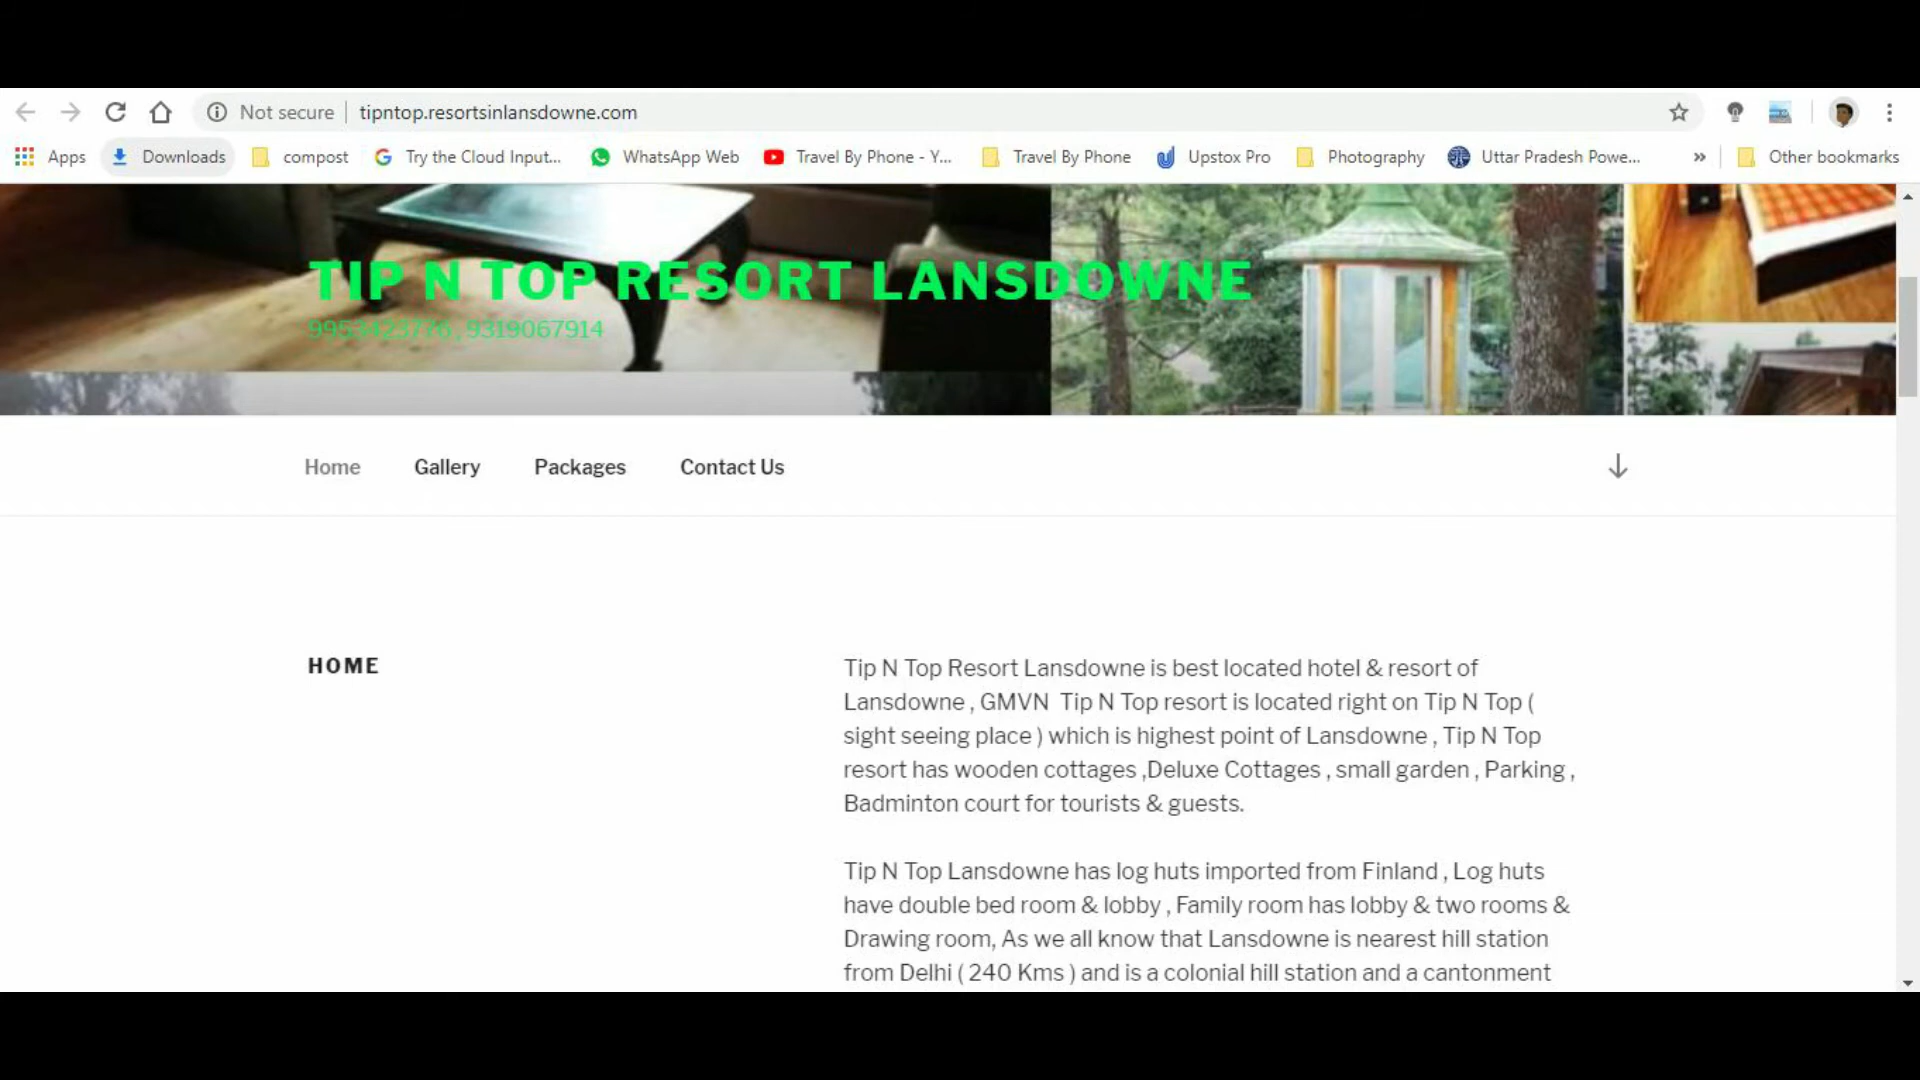 Not secure | tipntop.resortsinlansdowne.com
Apps Downloads compost Try the Cloud Input... WhatsApp Web Travel By Phone - Y... Travel By Phone Upstox Pro Photography Uttar Pradesh Powe... » Other bookmarks
TIP N TOP RESORT LANSDOWNE
9953423776 , 9319067914
Home Gallery Packages Contact Us
HOME
Tip N Top Resort Lansdowne is best located hotel & resort of
Lansdowne , GMVN Tip N Top resort is located right on Tip N Top (
sight seeing place ) which is highest point of Lansdowne , Tip N Top
resort has wooden cottages ,Deluxe Cottages , small garden , Parking ,
Badminton court for tourists & guests.
Tip N Top Lansdowne has log huts imported from Finland , Log huts
have double bed room & lobby , Family room has lobby & two rooms &
Drawing room, As we all know that Lansdowne is nearest hill station
from Delhi ( 240 Kms ) and is a colonial hill station and a cantonment